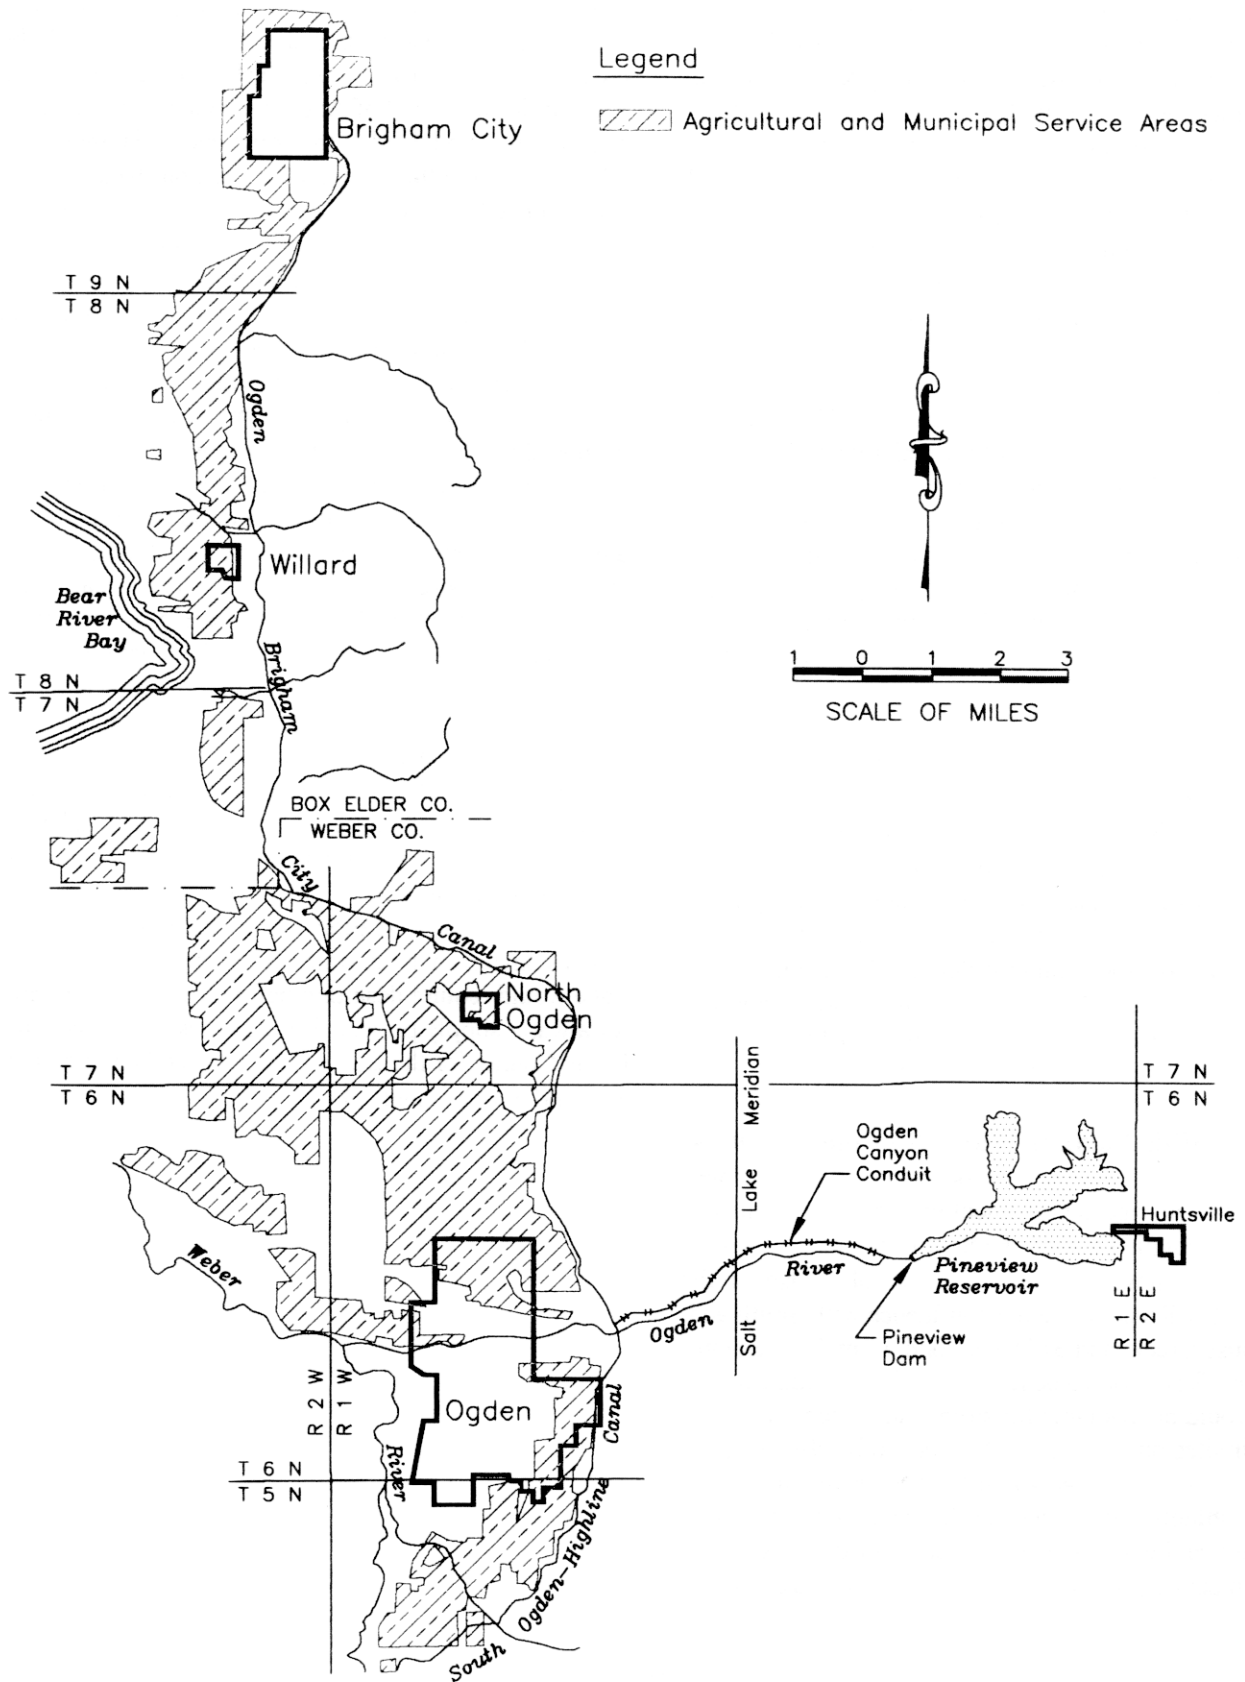 Legend
Agricultural and Municipal Service Areas
Brigham City
T 9 N
T 8 N
Ogden
Willard
Bear
River
Bay
Brigham
T 8 N
T 7 N
1 0 1 2 3
SCALE OF MILES
BOX ELDER CO.
WEBER CO.
City
Canal
North
Ogden
T 7 N
T 6 N
Meridian
Lake
Salt
T 7 N
T 6 N
Ogden
Canyon
Conduit
Huntsville
Weber
River
Ogden
River
Pineview
Reservoir
Pineview
Dam
R 1 E
R 2 E
R 2 W
R 1 W
Ogden
Canal
T 6 N
T 5 N
Ogden-Highline
South